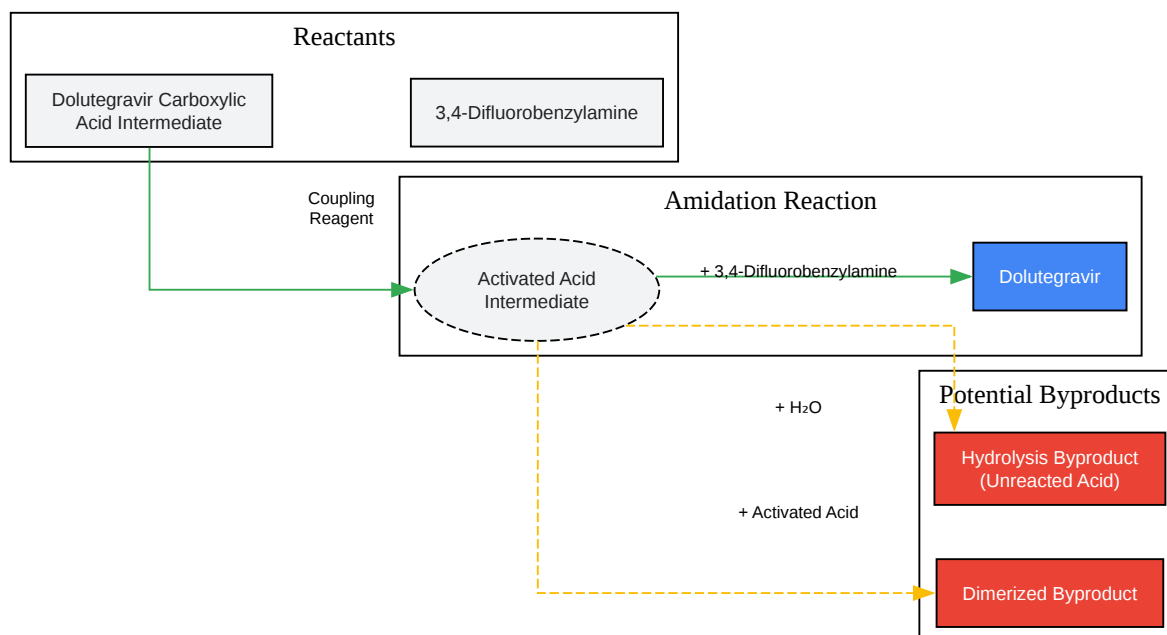 Reactants
Dolutegravir Carboxylic
Acid Intermediate
3,4-Difluorobenzylamine
Coupling
Reagent
Amidation Reaction
Activated Acid
Intermediate
+ 3,4-Difluorobenzylamine
Dolutegravir
Potential Byproducts
+ H₂O
Hydrolysis Byproduct
(Unreacted Acid)
+ Activated Acid
Dimerized Byproduct